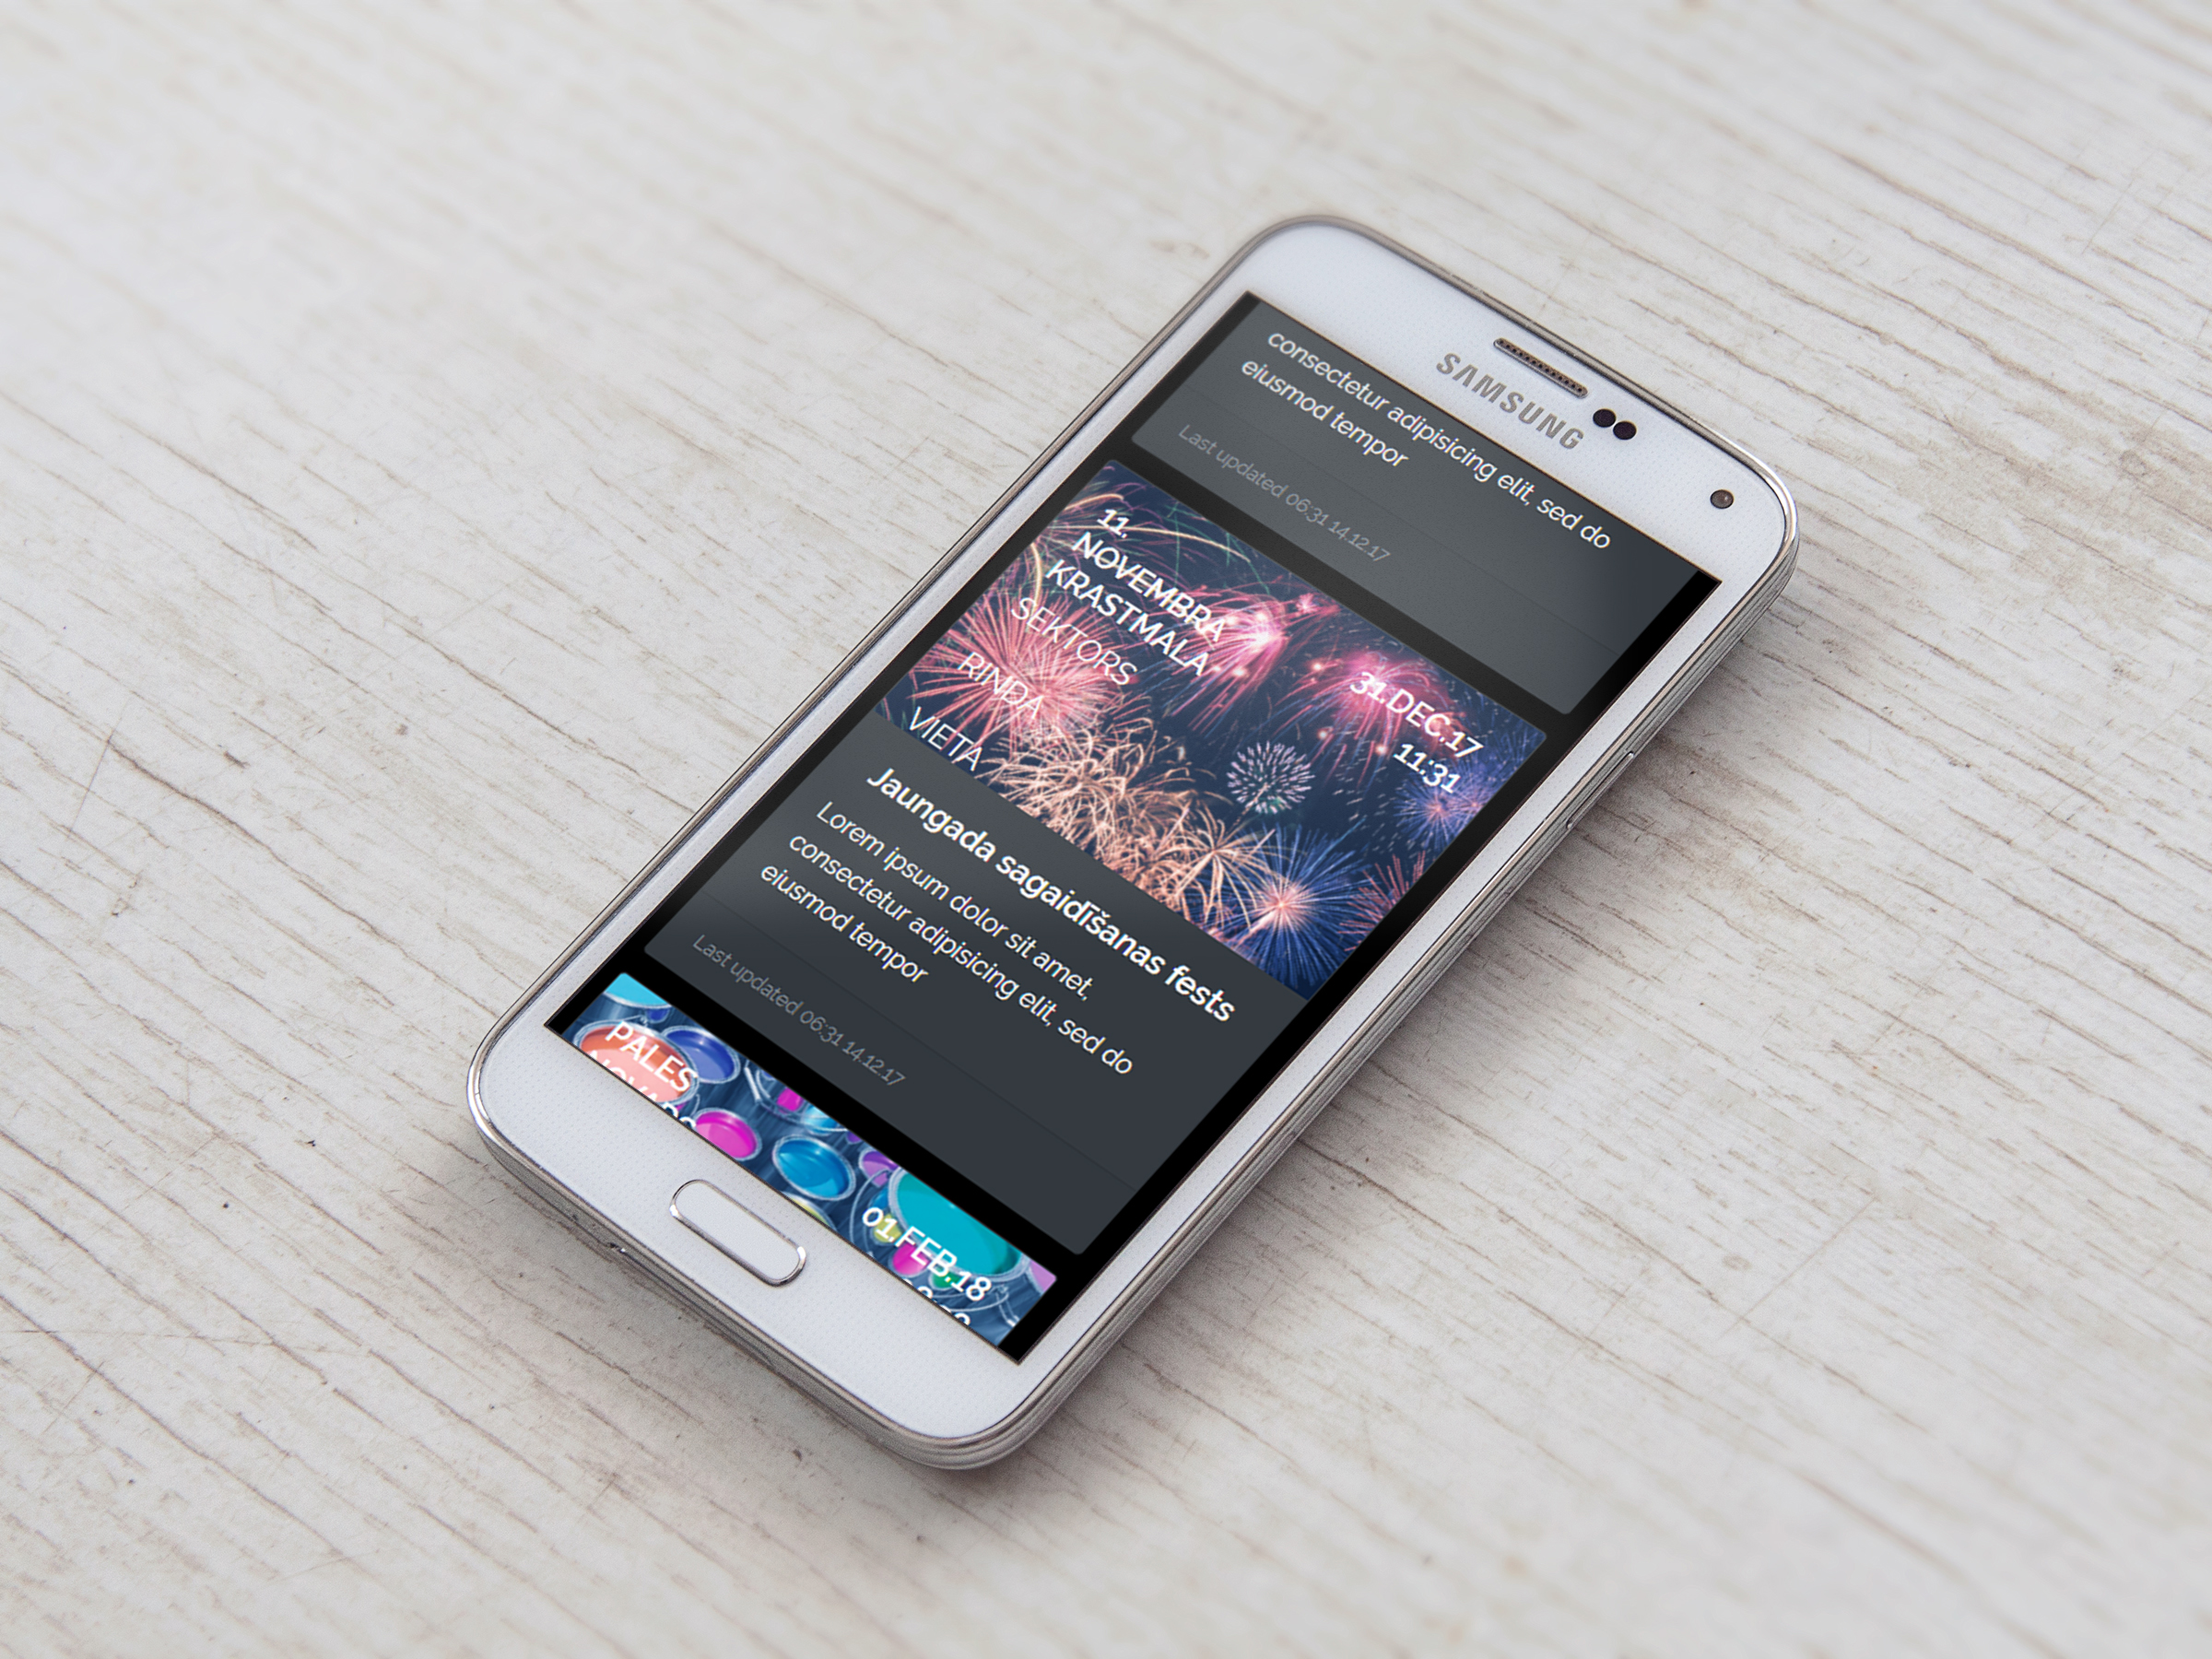 SAMSUNG
consectetur adipisicing elit, sed do
eiusmod tempor
Last updated 06:31 14.12.17
11.
NOVEMBRA
KRASTMALA
SEKTORS
RINDA
VIETA
31.DEC.17
11:31
Jaungada sagaidīšanas fests
Lorem ipsum dolor sit amet,
consectetur adipisicing elit, sed do
eiusmod tempor
Last updated 06:31 14.12.17
PALES
01.FEB.18